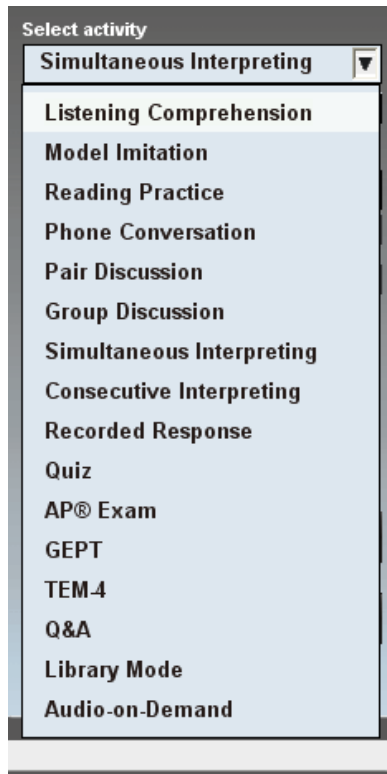 Select activity
Simultaneous Interpreting
Listening Comprehension
Model Imitation
Reading Practice
Phone Conversation
Pair Discussion
Group Discussion
Simultaneous Interpreting
Consecutive Interpreting
Recorded Response
Quiz
AP® Exam
GEPT
TEM-4
Q&A
Library Mode
Audio-on-Demand